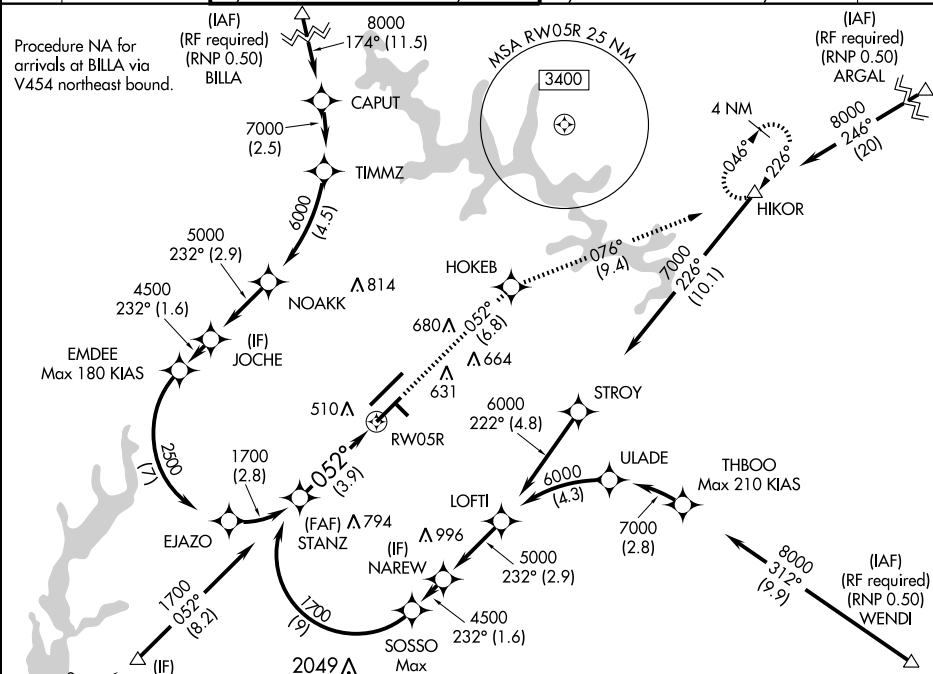 (IAF)
(RF required)
(RNP 0.50)
BILLA
8000
174° (11.5)
Procedure NA for
arrivals at BILLA via
V454 northeast bound.
MSA RW05R 25 NM
3400
(IAF)
(RF required)
(RNP 0.50)
ARGAL
4 NM
8000
246°
(20)
046°
226°
HIKOR
CAPUT
7000
(2.5)
TIMMZ
6000
(4.5)
5000
232° (2.9)
NOAKK
814
4500
232° (1.6)
(IF)
JOCHE
EMDEE
Max 180 KIAS
HOKEB
076°
(9.4)
7000
226°
(10.1)
052°
(6.8)
680
664
631
510
RW05R
2500
(7)
1700
(2.8)
052°
(3.9)
EJAZO
(FAF)
STANZ
794
STROY
6000
222° (4.8)
ULADE
6000
(4.3)
THBOO
Max 210 KIAS
7000
(2.8)
LOFTI
996
(IF)
NAREW
5000
232° (2.9)
4500
232° (1.6)
8000
312°
(9.9)
(IAF)
(RF required)
(RNP 0.50)
WENDI
1700
052°
(8.2)
1700
(9)
SOSSO
Max
2049
(IF)